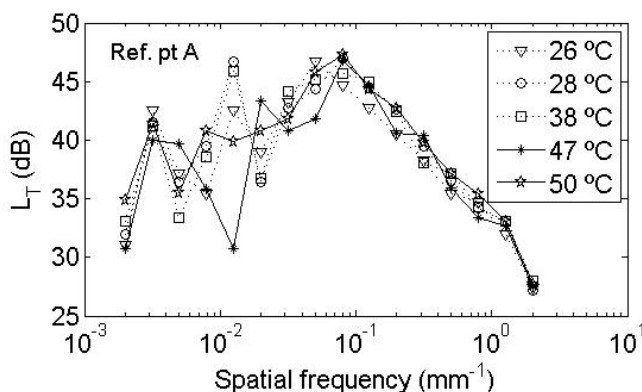 Ref. pt A
26 ºC
28 ºC
38 ºC
47 ºC
50 ºC
50
45
40
35
30
25
L_T (dB)
10^-3
10^-2
10^-1
10^0
10^1
Spatial frequency (mm^-1)